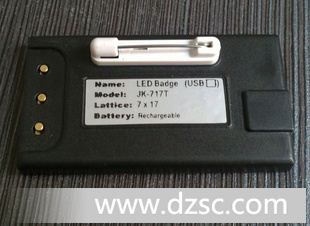 Name: LED Badge (USB □)
Model: JK-717T
Lattice: 7 x 17
Battery: Rechargeable
www.dzsc.com